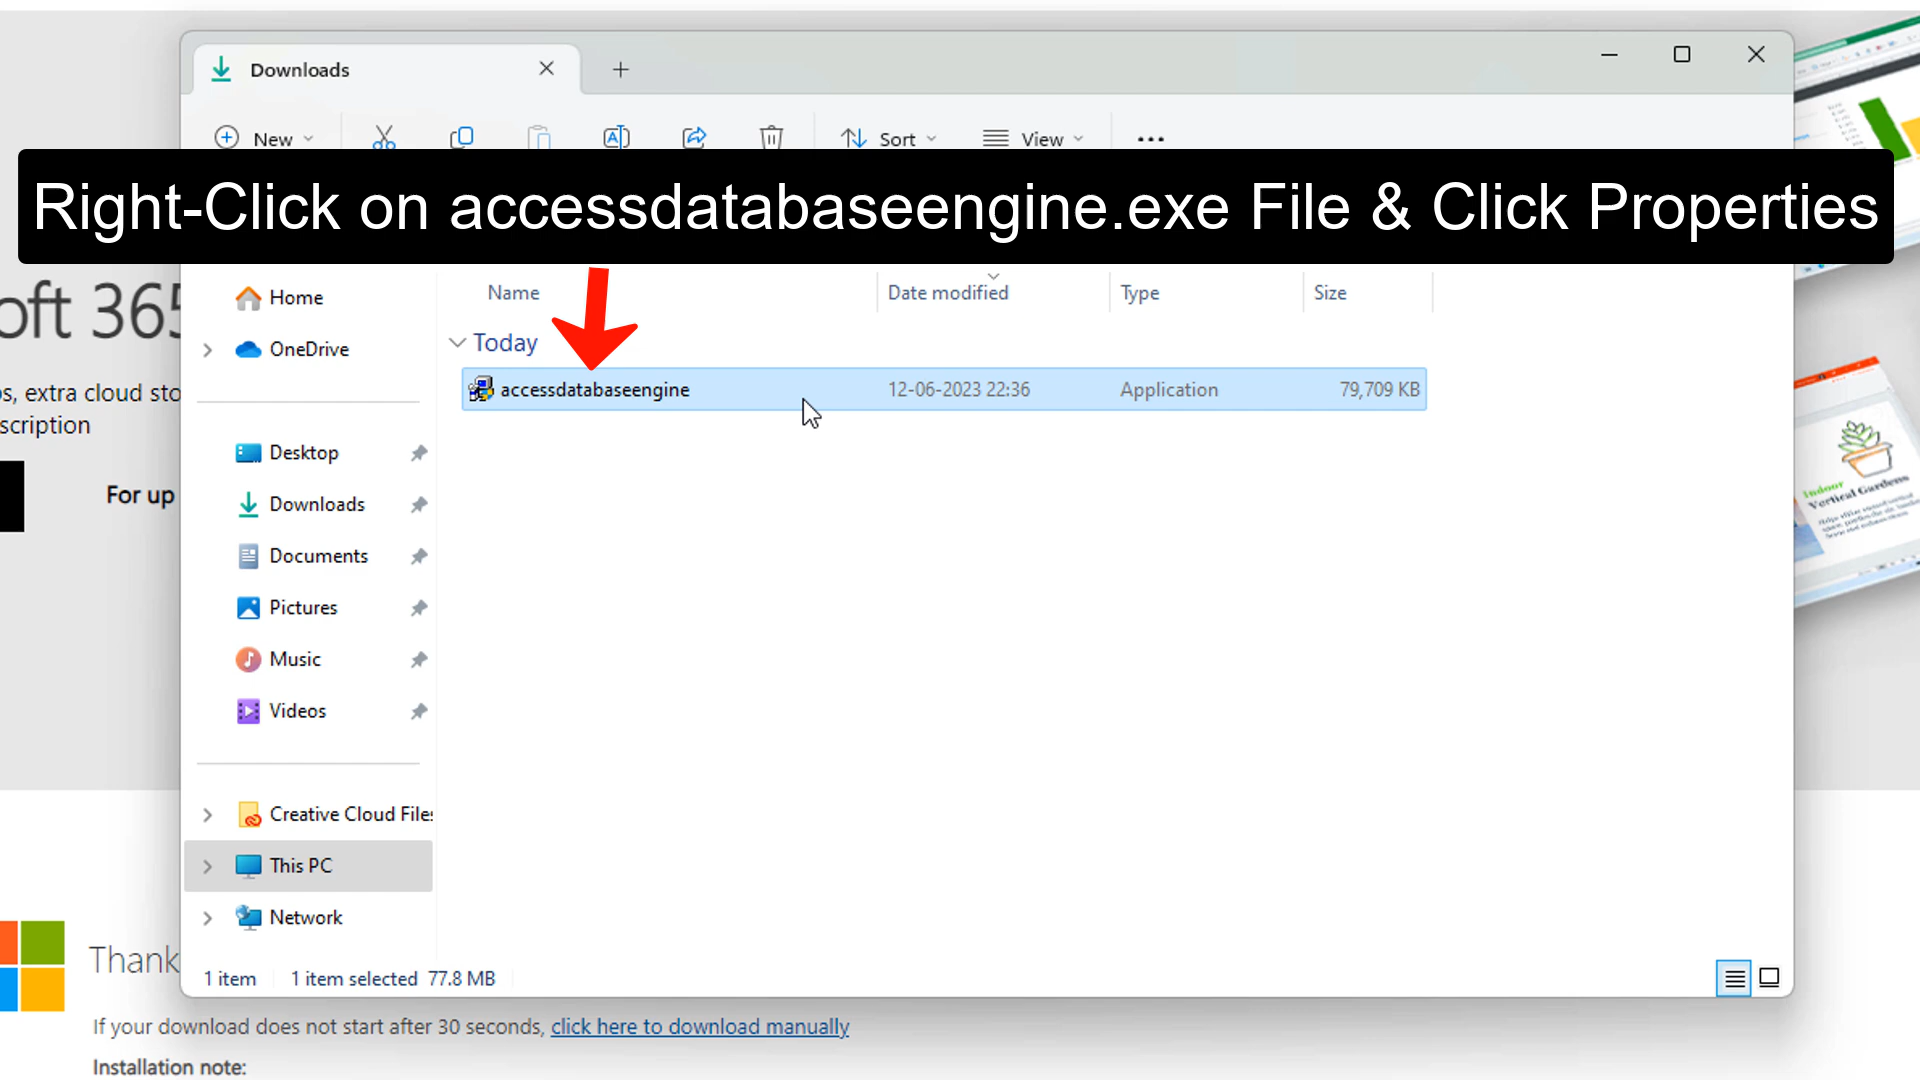 Downloads
New
Sort
View
Right-Click on accessdatabaseengine.exe File & Click Properties
oft 365
s, extra cloud sto
scription
For up
Home
OneDrive
Desktop
Downloads
Documents
Pictures
Music
Videos
Creative Cloud Files
This PC
Network
Name
Date modified
Type
Size
Today
accessdatabaseengine
12-06-2023 22:36
Application
79,709 KB
Indoor
Vertical Gardens
1 item
1 item selected
77.8 MB
Thank
If your download does not start after 30 seconds, click here to download manually
Installation note: